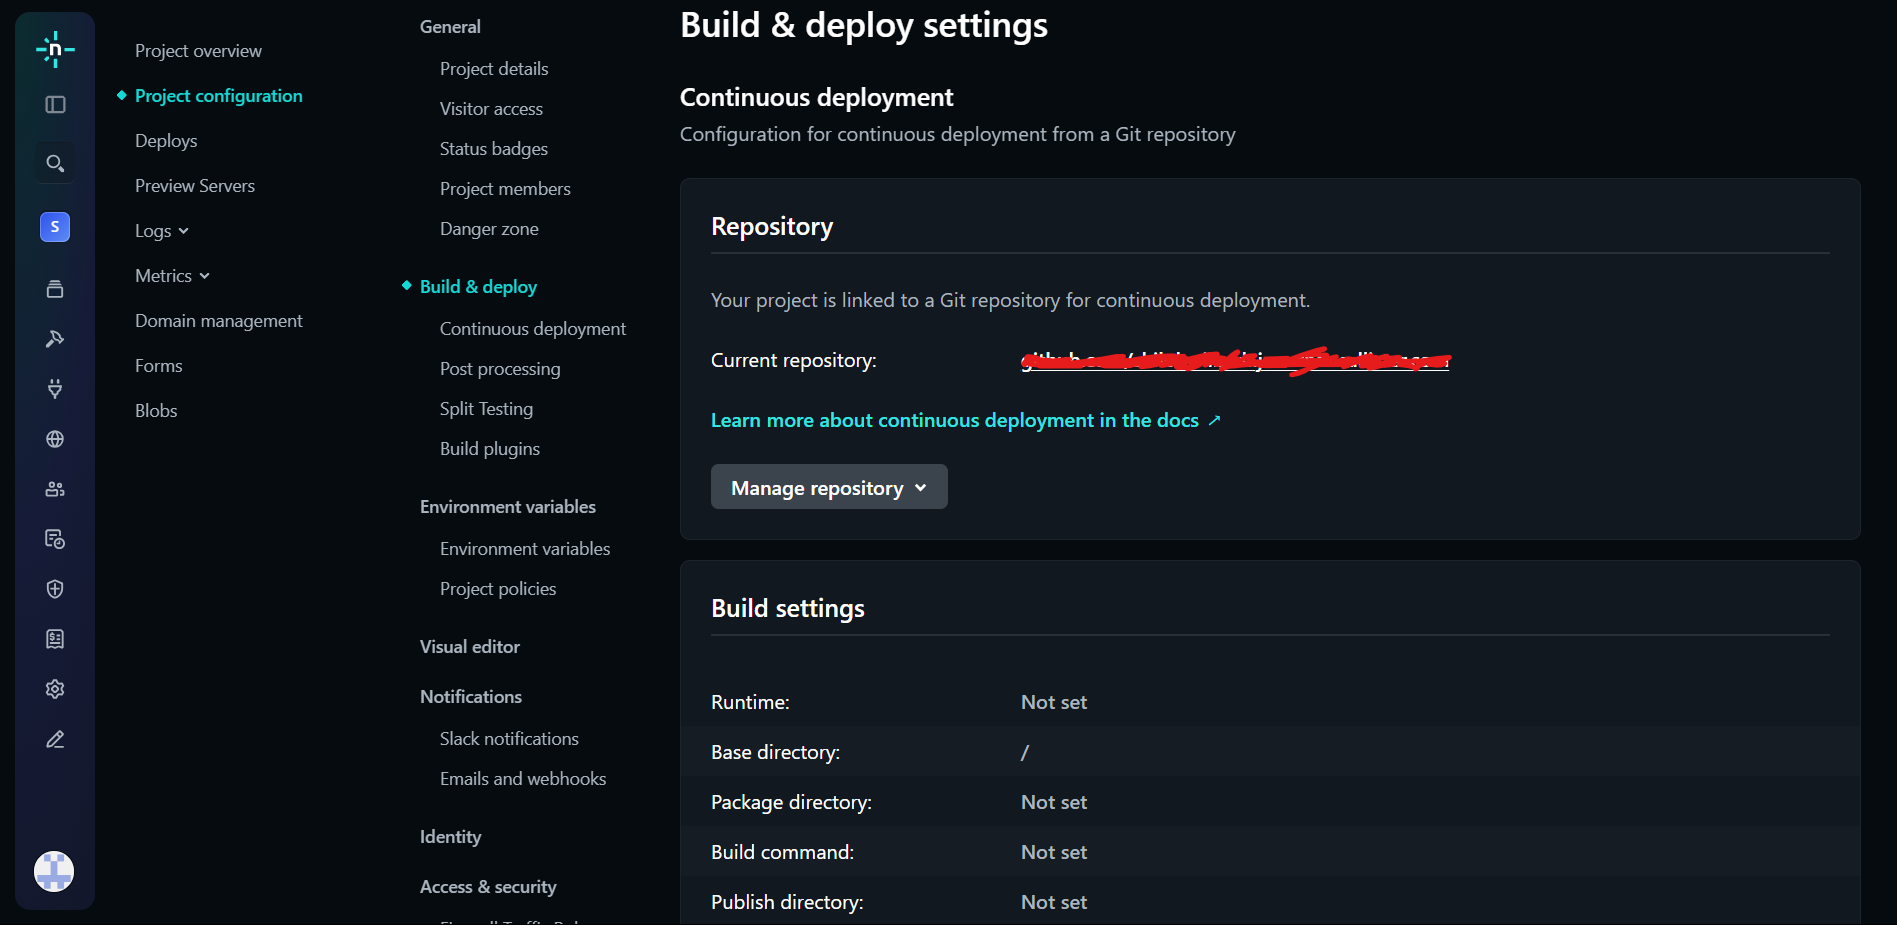 Project overview
Project configuration
Deploys
Preview Servers
Logs
Metrics
Domain management
Forms
Blobs
S
General
Project details
Visitor access
Status badges
Project members
Danger zone
Build & deploy
Continuous deployment
Post processing
Split Testing
Build plugins
Environment variables
Environment variables
Project policies
Visual editor
Notifications
Slack notifications
Emails and webhooks
Identity
Access & security
Build & deploy settings
Continuous deployment
Configuration for continuous deployment from a Git repository
Repository
Your project is linked to a Git repository for continuous deployment.
Current repository:
Learn more about continuous deployment in the docs ↗
Manage repository
Build settings
Runtime: Not set
Base directory: /
Package directory: Not set
Build command: Not set
Publish directory: Not set